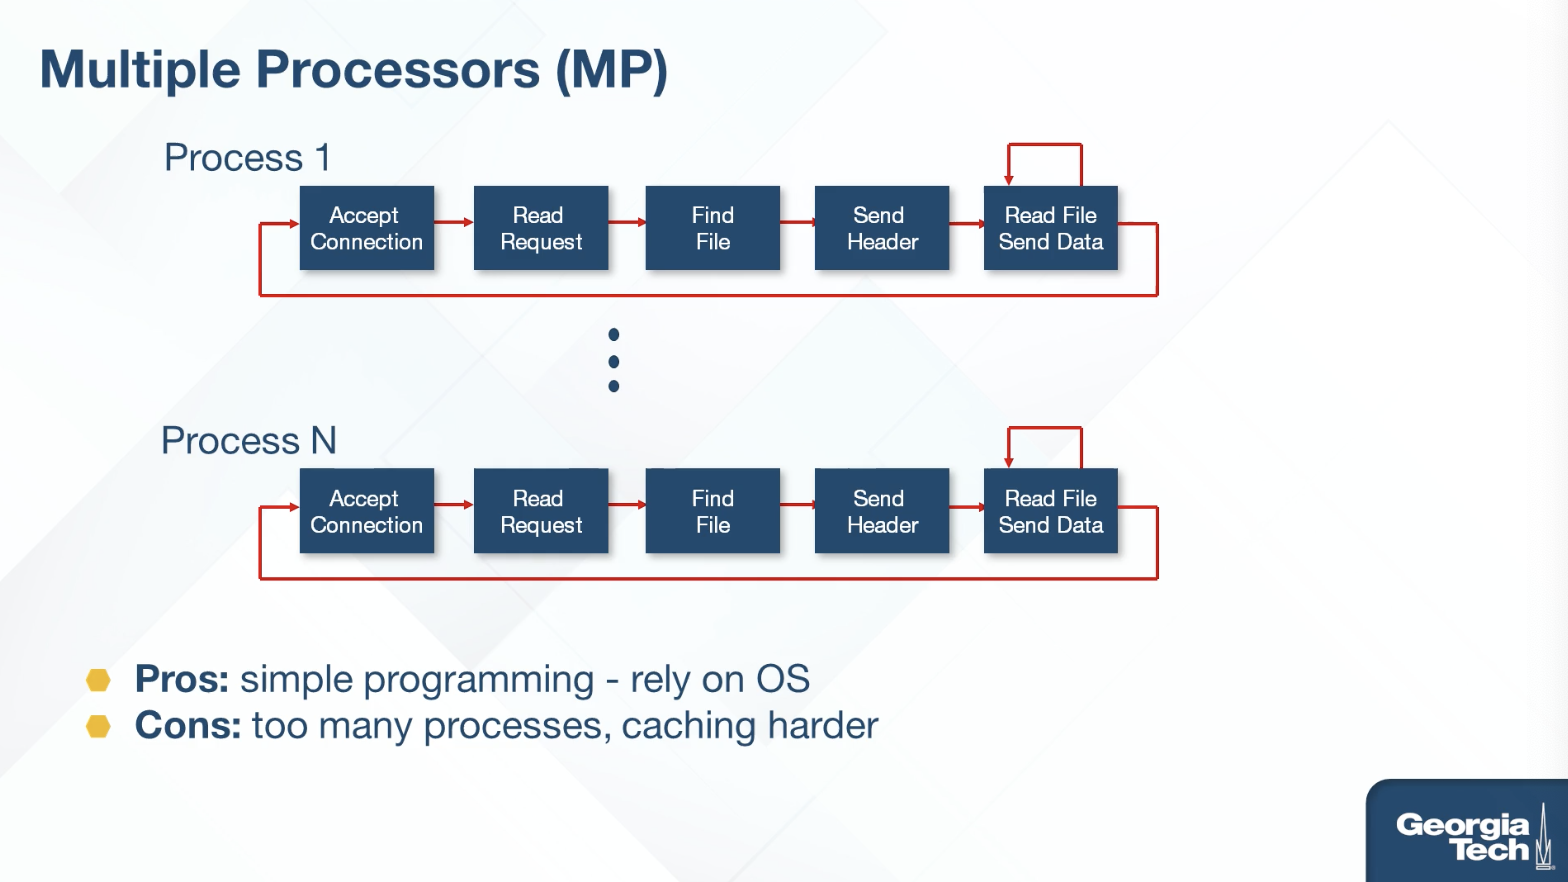 Multiple Processors (MP)
Process 1
Accept
Connection
Read
Request
Find
File
Send
Header
Read File
Send Data
Process N
Accept
Connection
Read
Request
Find
File
Send
Header
Read File
Send Data
Pros: simple programming - rely on OS
Cons: too many processes, caching harder
Georgia
Tech